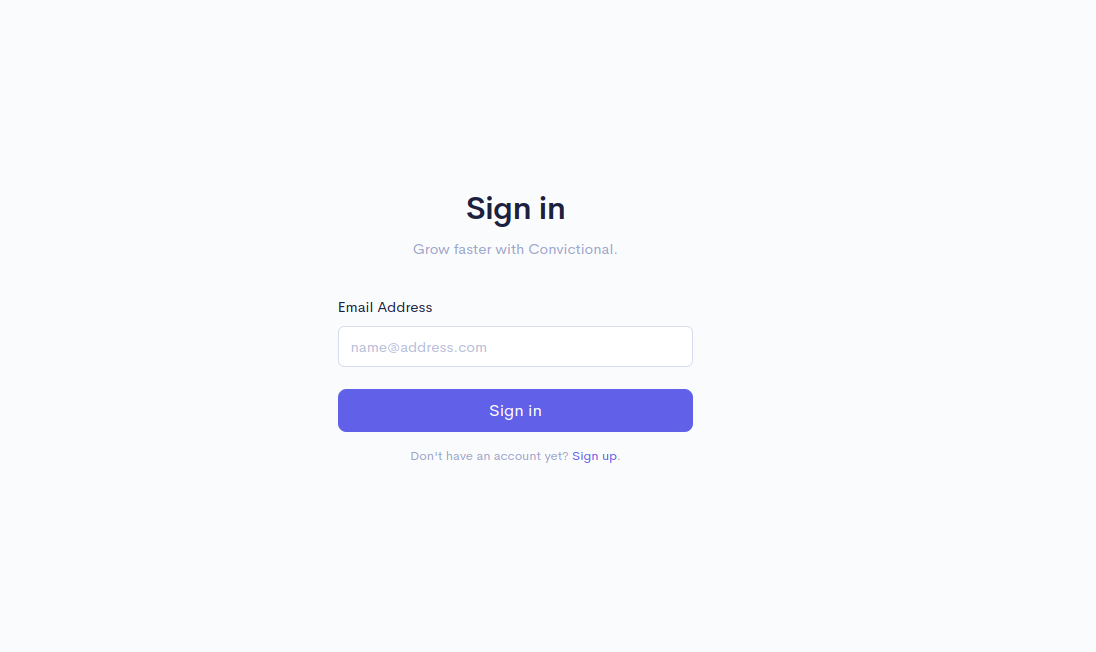 Sign in
Grow faster with Convictional.
Email Address
name@address.com
Sign in
Don't have an account yet? Sign up.